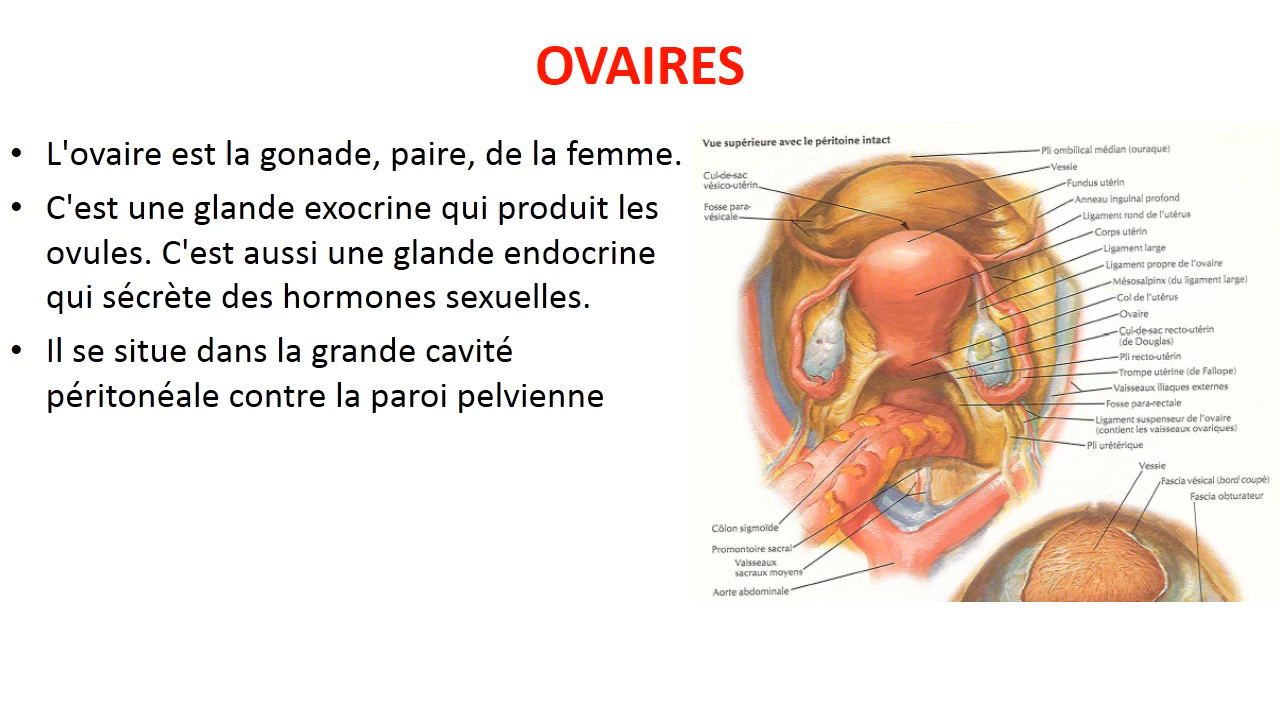 OVAIRES
• L'ovaire est la gonade, paire, de la femme.
• C'est une glande exocrine qui produit les
ovules. C'est aussi une glande endocrine
qui sécrète des hormones sexuelles.
• Il se situe dans la grande cavité
péritonéale contre la paroi pelvienne
Vue supérieure avec le péritoine intact
Cul-de-sac
vésico-utérin
Fosse para-
vésicale
Pli ombilical médian (ouraque)
Vessie
Fundus utérin
Anneau inguinal profond
Ligament rond de l'utérus
Corps utérin
Ligament large
Ligament propre de l'ovaire
Mésosalpinx (du ligament large)
Col de l'utérus
Ovaire
Cul-de-sac recto-utérin
(de Douglas)
Pli recto-utérin
Trompe utérine (de Fallope)
Vaisseaux iliaques externes
Fosse para-rectale
Ligament suspenseur de l'ovaire
(contient les vaisseaux ovariques)
Pli urétérique
Côlon sigmoïde
Promontoire sacral
Vaisseaux
sacraux moyens
Aorte abdominale
Vessie
Fascia vésical (bord coupé)
Fascia obturateur